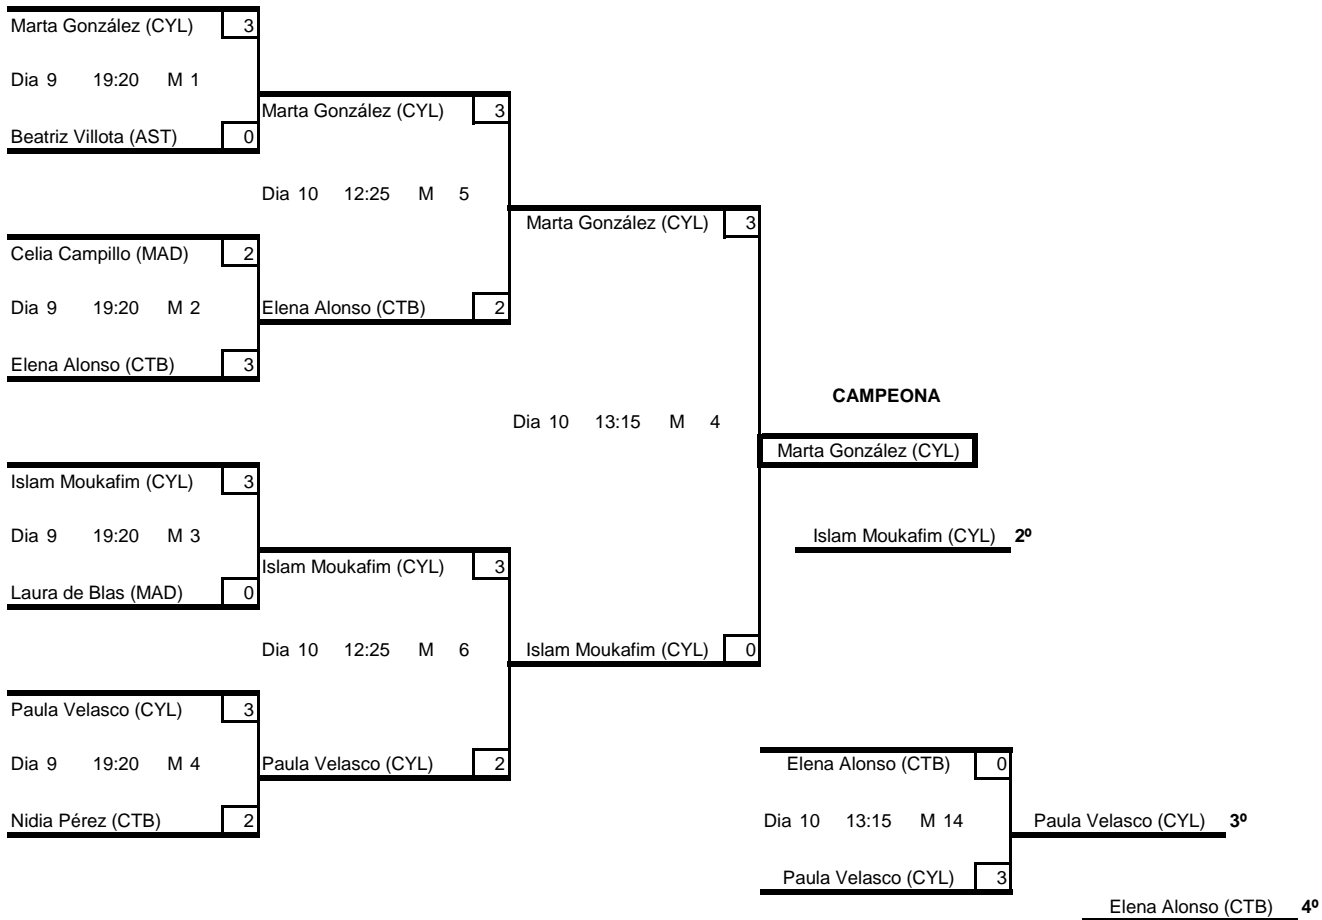 Marta González (CYL) 3
Dia 9 19:20 M 1
Marta González (CYL) 3
Beatriz Villota (AST) 0
Dia 10 12:25 M 5
Marta González (CYL) 3
Celia Campillo (MAD) 2
Dia 9 19:20 M 2
Elena Alonso (CTB) 2
Elena Alonso (CTB) 3
CAMPEONA
Dia 10 13:15 M 4
Marta González (CYL)
Islam Moukafim (CYL) 3
Dia 9 19:20 M 3
Islam Moukafim (CYL) 2º
Islam Moukafim (CYL) 3
Laura de Blas (MAD) 0
Dia 10 12:25 M 6
Islam Moukafim (CYL) 0
Paula Velasco (CYL) 3
Dia 9 19:20 M 4
Paula Velasco (CYL) 2
Elena Alonso (CTB) 0
Nidia Pérez (CTB) 2
Dia 10 13:15 M 14
Paula Velasco (CYL) 3º
Paula Velasco (CYL) 3
Elena Alonso (CTB) 4º